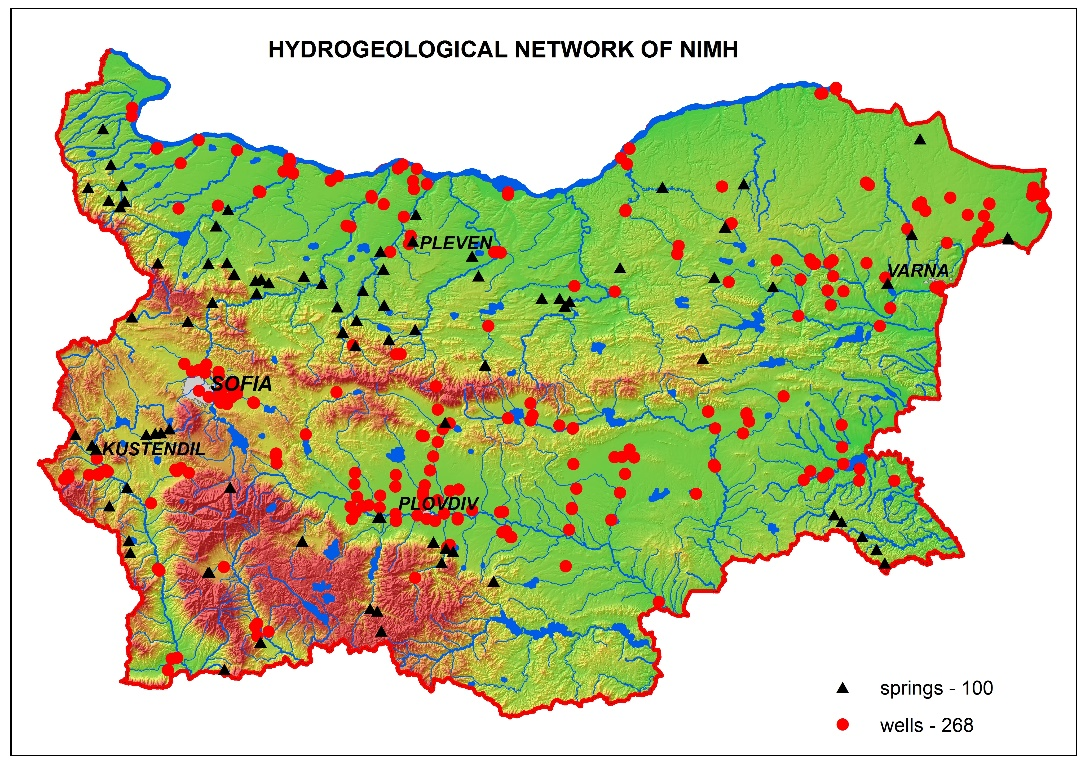 HYDROGEOLOGICAL NETWORK OF NIMH
PLEVEN
VARNA
SOFIA
KUSTENDIL
PLOVDIV
springs - 100
wells - 268